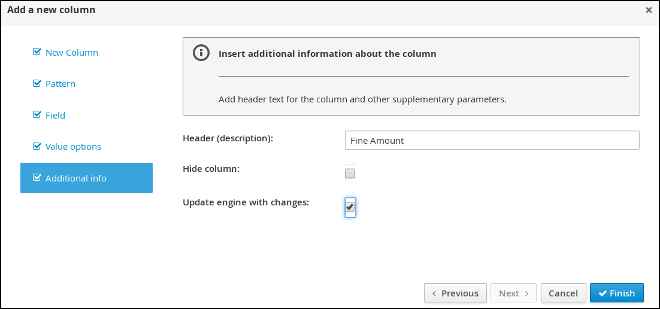 Add a new column
New Column
Pattern
Field
Value options
Additional info
Insert additional information about the column
Add header text for the column and other supplementary parameters.
Header (description):
Fine Amount
Hide column:
Update engine with changes:
Previous
Next
Cancel
Finish